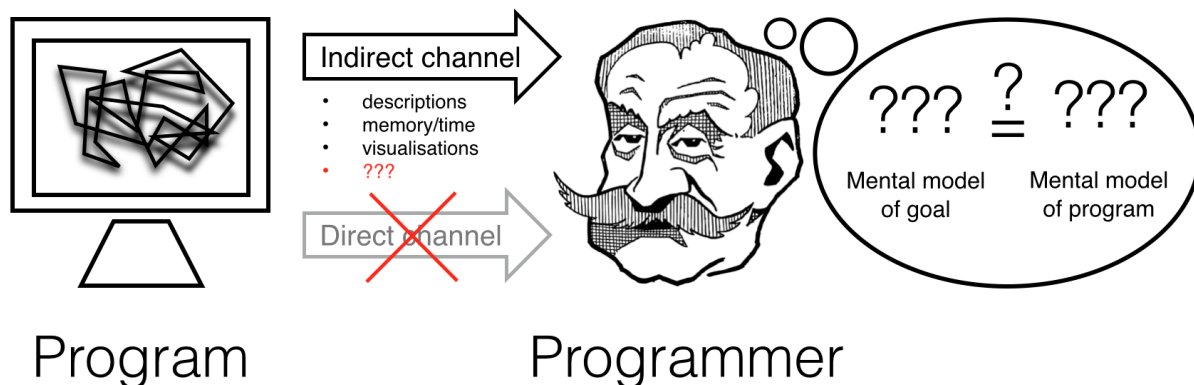 Indirect channel
• descriptions
• memory/time
• visualisations
• ???
Direct channel
??? ≟ ???
Mental model of goal
Mental model of program
Program
Programmer